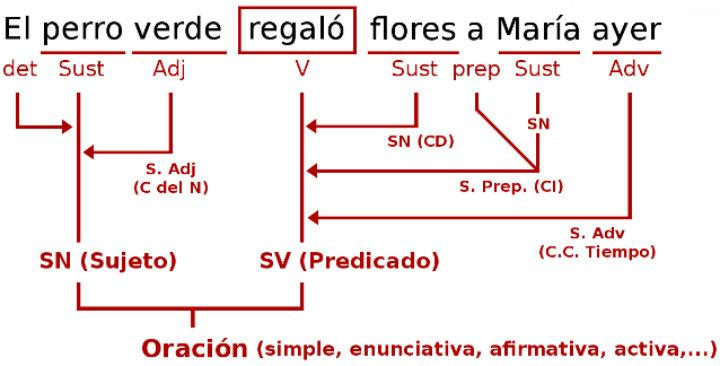 El perro verde regaló flores a María ayer
det Sust Adj V Sust prep Sust Adv
SN
SN (CD)
S. Adj
(C del N)
S. Prep. (CI)
S. Adv
(C.C. Tiempo)
SN (Sujeto) SV (Predicado)
Oración (simple, enunciativa, afirmativa, activa,...)